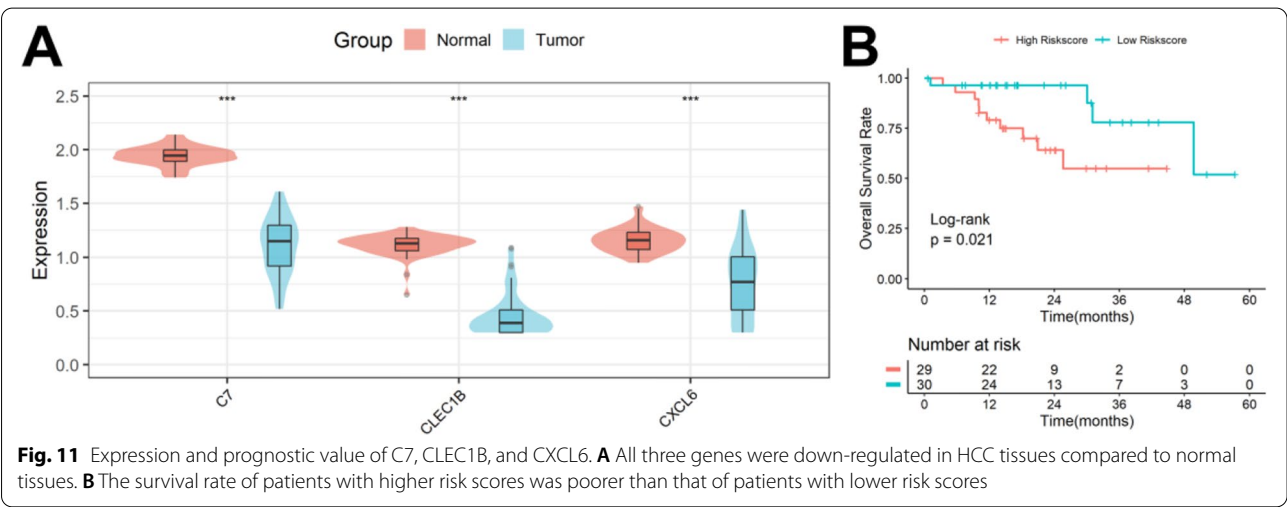 A
Group Normal Tumor
*** *** ***
2.5
2.0
1.5
1.0
0.5
0.0
Expression
C7 CLEC1B CXCL6
B
High Riskscore Low Riskscore
1.00
0.75
0.50
0.25
0.00
Overall Survival Rate
Log-rank
p = 0.021
0 12 24 36 48 60
Time(months)
Number at risk
29 22 9 2 0 0
30 24 13 7 3 0
0 12 24 36 48 60
Time(months)
Fig. 11 Expression and prognostic value of C7, CLEC1B, and CXCL6. A All three genes were down-regulated in HCC tissues compared to normal
tissues. B The survival rate of patients with higher risk scores was poorer than that of patients with lower risk scores